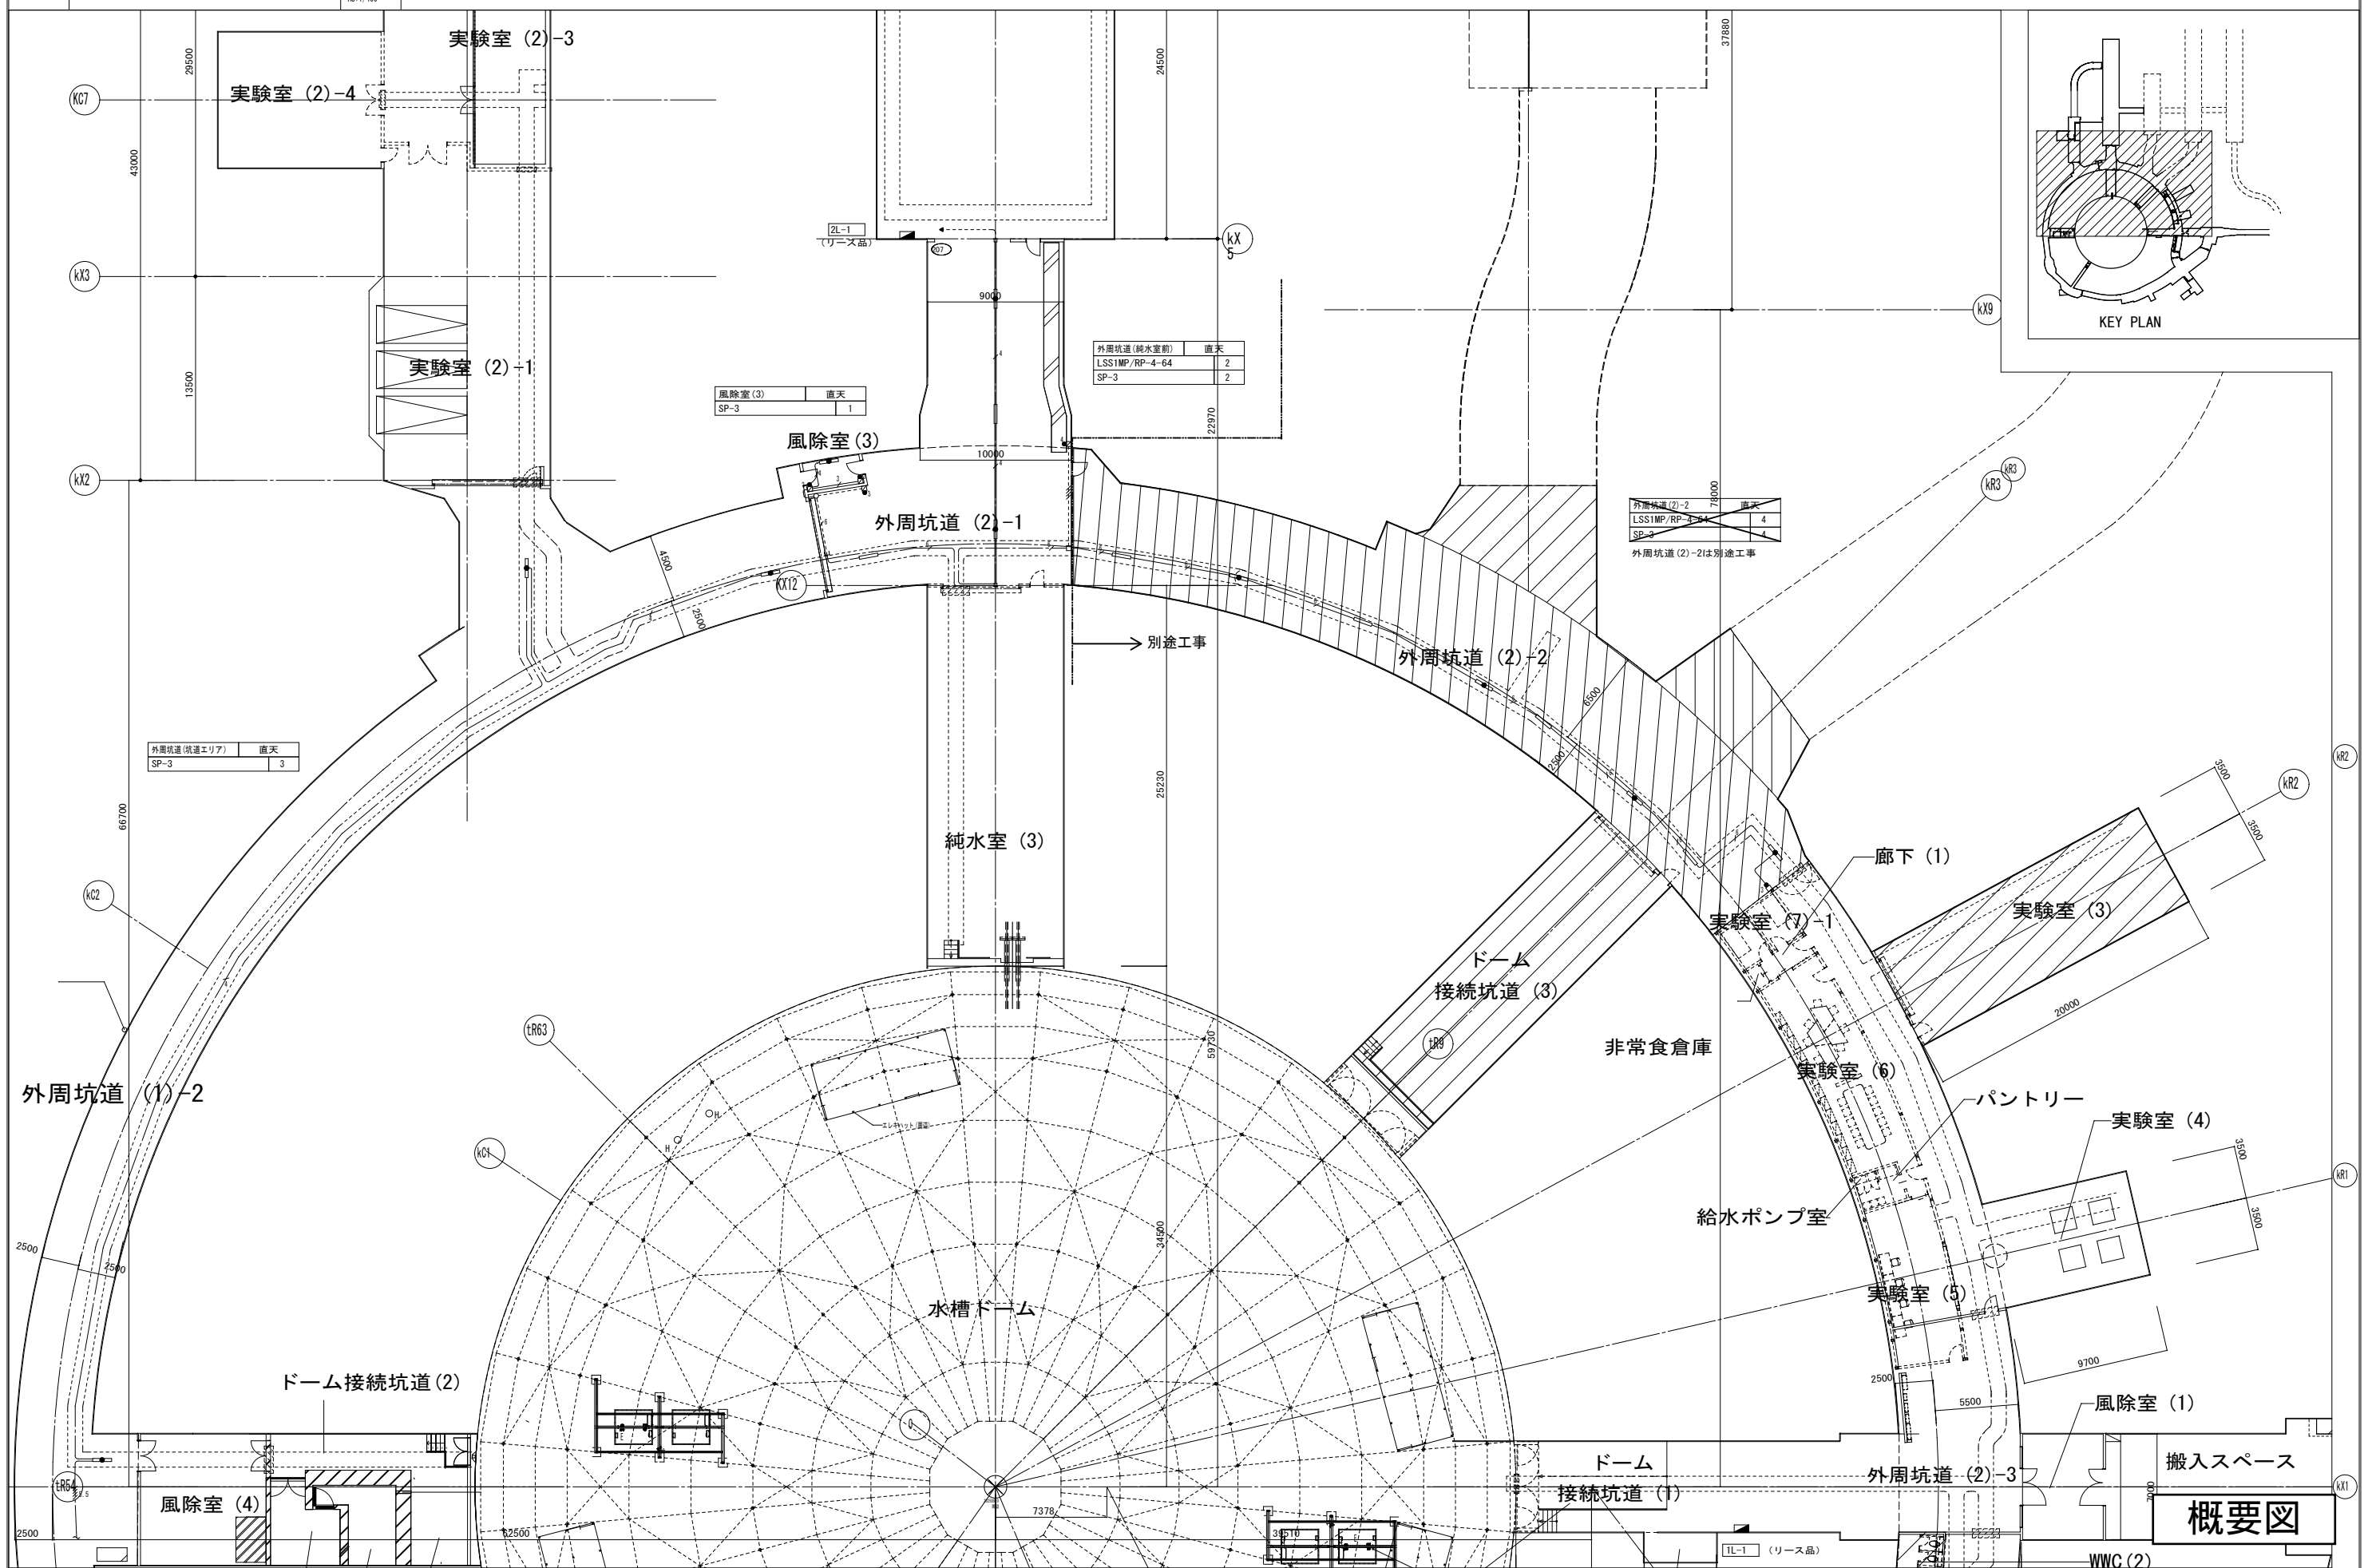 実験室 (2)-3
実験室 (2)-4
KC7
29500
43000
24500
37880
2L-1
(リース品)
207
kX
5
kX3
9000
kX9
KEY PLAN
外周坑道(純水室前) 直天
LSS1MP/RP-4-64 2
SP-3 2
実験室 (2)-1
13500
風除室(3) 直天
SP-3 1
22970
風除室(3)
10000
kX2
kR3
kR3
外周坑道(2)-2 直天
LSS1MP/RP-4-64 4
SP-3 4
外周坑道(2)-2は別途工事
78000
外周坑道 (2)-1
4500
2500
KX12
別途工事
外周坑道 (2)-2
6500
2500
外周坑道(坑道エリア) 直天
SP-3 3
66700
25230
kR2
kR2
3500
3500
純水室 (3)
廊下 (1)
kC2
実験室 (7)-1
実験室 (3)
ドーム
接続坑道 (3)
20000
tR63
tR9
59730
非常食倉庫
実験室 (6)
外周坑道 (1)-2
パントリー
実験室 (4)
H
H
kC1
3500
3500
kR1
給水ポンプ室
34500
2500
2500
実験室 (5)
水槽ドーム
9700
ドーム接続坑道(2)
2500
5500
風除室 (1)
搬入スペース
ドーム
接続坑道 (1)
外周坑道 (2)-3
tR54
風除室 (4)
kX1
7000
概要図
7378
2500
62500
39510
1L-1 (リース品)
WWC(2)